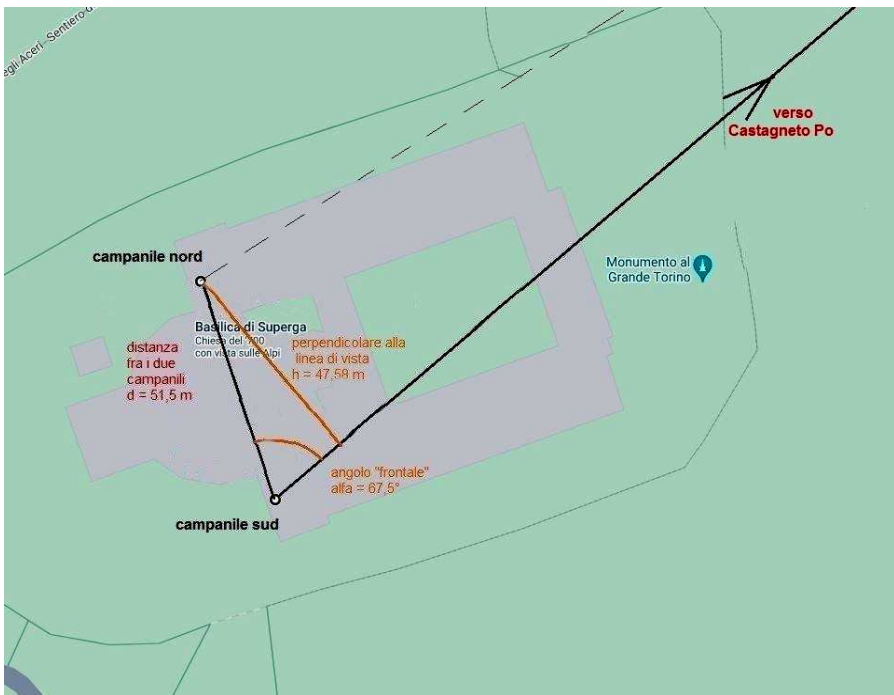 egli Aceri -Sentiero
verso
Castagneto Po
campanile nord
Monumento al
Grande Torino
Basilica di Superga
Chiesa del '700
con vista sulle Alpi
distanza
fra i due
campanili
d = 51,5 m
perpendicolare alla
linea di vista
h = 47,58 m
angolo "frontale"
alfa = 67,5°
campanile sud